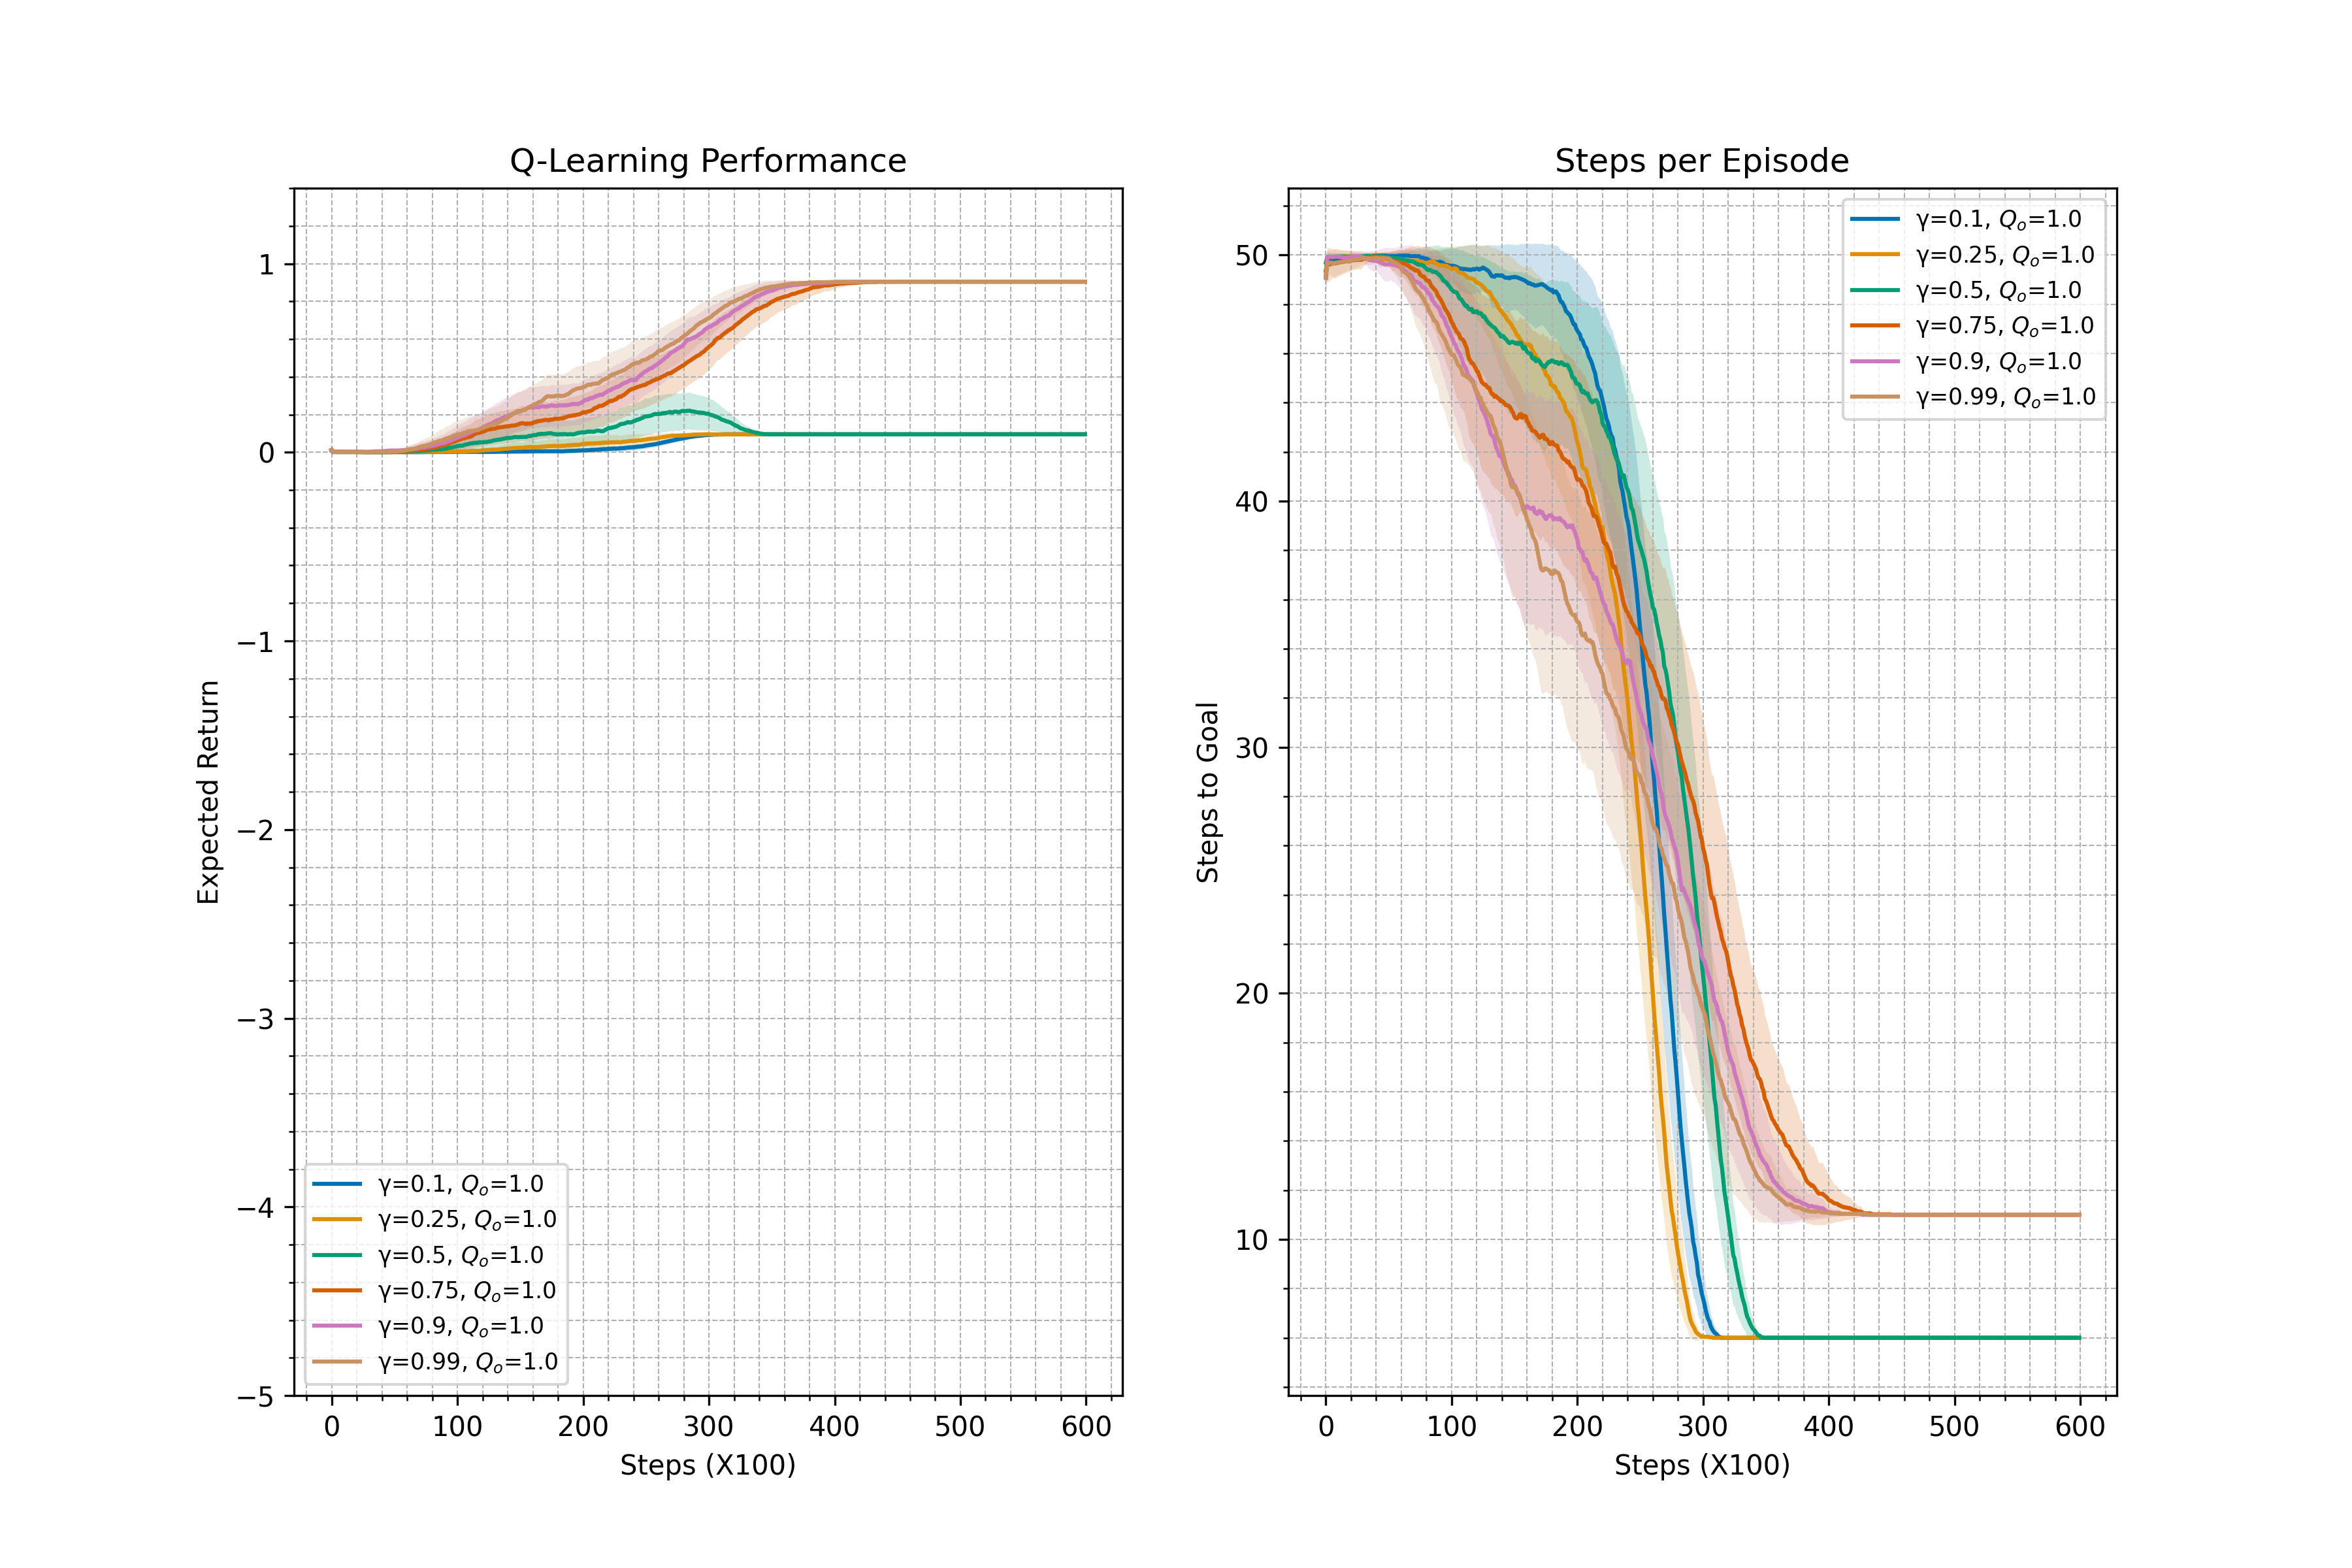 Q-Learning Performance
Expected Return
1
0
−1
−2
−3
−4
−5
0 100 200 300 400 500 600
Steps (X100)
γ=0.1, Qₒ=1.0
γ=0.25, Qₒ=1.0
γ=0.5, Qₒ=1.0
γ=0.75, Qₒ=1.0
γ=0.9, Qₒ=1.0
γ=0.99, Qₒ=1.0
Steps per Episode
Steps to Goal
50
40
30
20
10
0 100 200 300 400 500 600
Steps (X100)
γ=0.1, Qₒ=1.0
γ=0.25, Qₒ=1.0
γ=0.5, Qₒ=1.0
γ=0.75, Qₒ=1.0
γ=0.9, Qₒ=1.0
γ=0.99, Qₒ=1.0